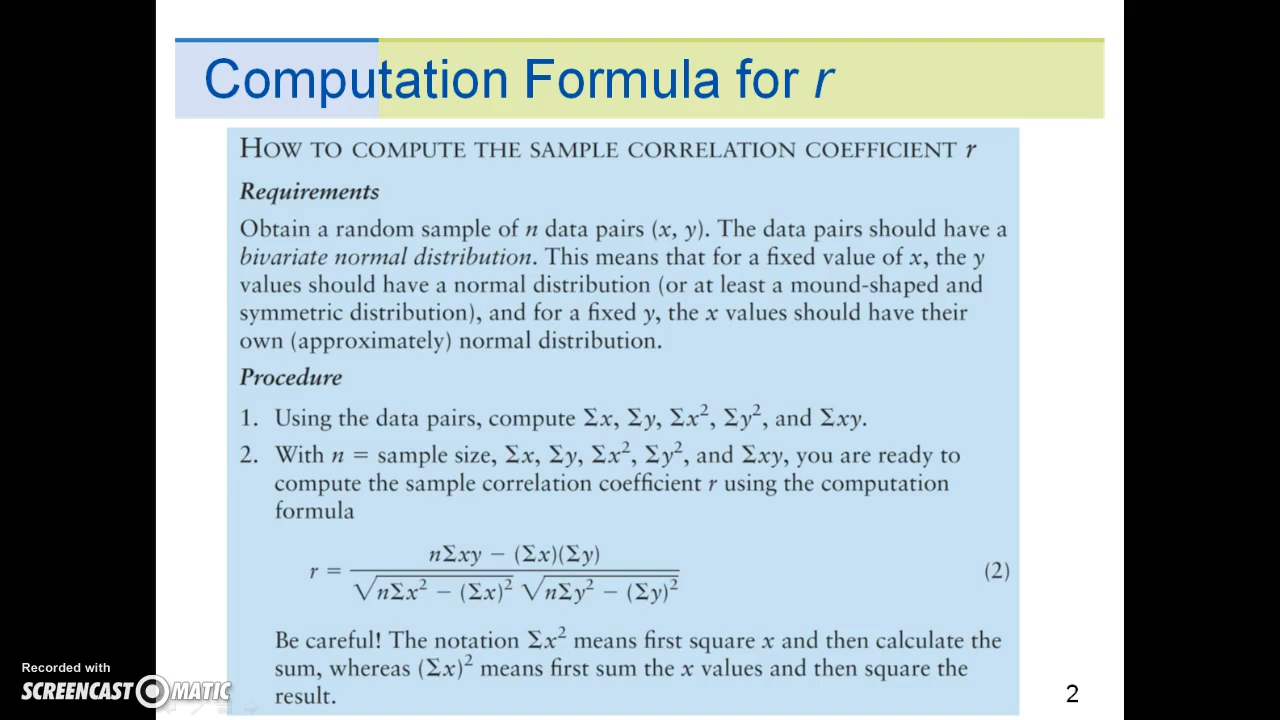 Computation Formula for r
HOW TO COMPUTE THE SAMPLE CORRELATION COEFFICIENT r
Requirements
Obtain a random sample of n data pairs (x, y). The data pairs should have a
bivariate normal distribution. This means that for a fixed value of x, the y
values should have a normal distribution (or at least a mound-shaped and
symmetric distribution), and for a fixed y, the x values should have their
own (approximately) normal distribution.
Procedure
1. Using the data pairs, compute Σx, Σy, Σx², Σy², and Σxy.
2. With n = sample size, Σx, Σy, Σx², Σy², and Σxy, you are ready to
compute the sample correlation coefficient r using the computation
formula
r = nΣxy − (Σx)(Σy) / √nΣx² − (Σx)² √nΣy² − (Σy)² (2)
Be careful! The notation Σx² means first square x and then calculate the
sum, whereas (Σx)² means first sum the x values and then square the
result.
2
Recorded with
SCREENCAST MATIC